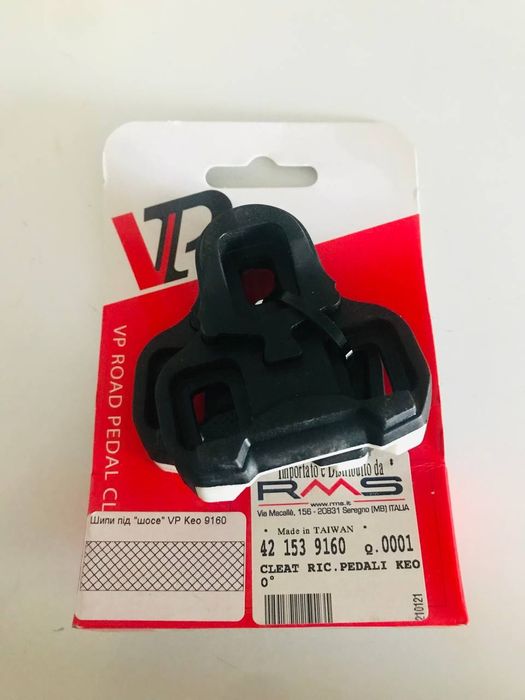 VP
VP ROAD PEDAL CL
Importato e Distribuito da
RMS
www.rms.it
Via Macallè, 156 - 20831 Seregno (MB) ITALIA
* Made in TAIWAN *
42 153 9160 Q.0001
CLEAT RIC.PEDALI KEO
0°
210121
Шипи під "шосе" VP Keo 9160